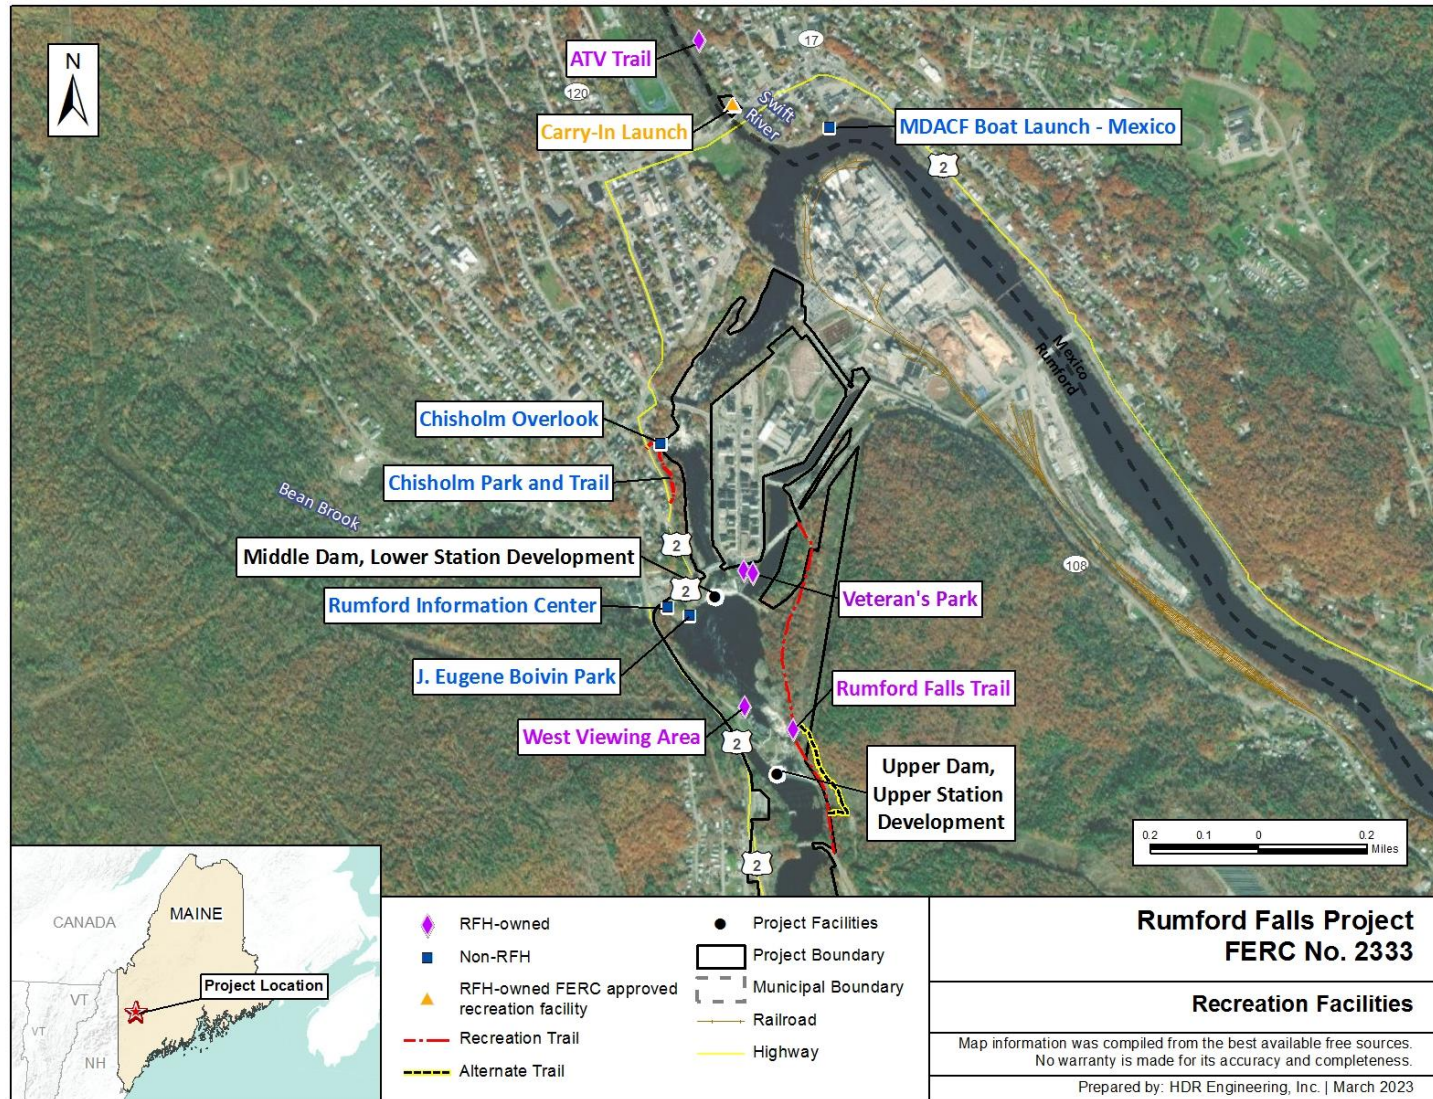 N
ATV Trail
17
120
Carry-In Launch
Swift
River
MDACF Boat Launch - Mexico
2
Mexico
Rumford
Chisholm Overlook
Chisholm Park and Trail
Bean Brook
2
Middle Dam, Lower Station Development
108
2
Rumford Information Center
Veteran's Park
J. Eugene Boivin Park
Rumford Falls Trail
West Viewing Area
2
Upper Dam,
Upper Station
Development
2
0.2 0.1 0 0.2
Miles
CANADA
MAINE
Project Location
VT
VT
NH
RFH-owned
Non-RFH
RFH-owned FERC approved
recreation facility
Recreation Trail
Alternate Trail
Project Facilities
Project Boundary
Municipal Boundary
Railroad
Highway
Rumford Falls Project
FERC No. 2333
Recreation Facilities
Map information was compiled from the best available free sources.
No warranty is made for its accuracy and completeness.
Prepared by: HDR Engineering, Inc. | March 2023